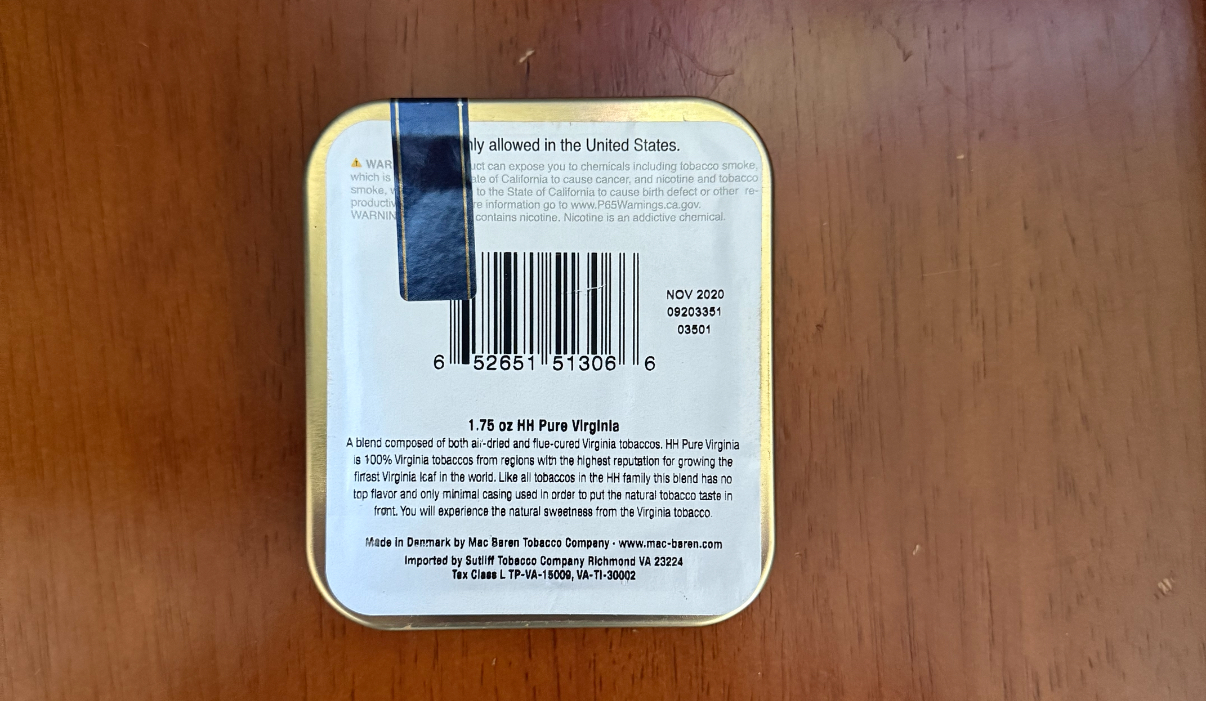 nly allowed in the United States.
⚠ WAR uct can expose you to chemicals including tobacco smoke,
which is ate of California to cause cancer, and nicotine and tobacco
smoke, w to the State of California to cause birth defect or other re-
productiv re information go to www.P65Warnings.ca.gov.
WARNIN contains nicotine. Nicotine is an addictive chemical.
NOV 2020
09203351
03501
6 52651 51306 6
1.75 oz HH Pure Virginia
A blend composed of both air-dried and flue-cured Virginia tobaccos. HH Pure Virginia
is 100% Virginia tobaccos from regions with the highest reputation for growing the
finest Virginia leaf in the world. Like all tobaccos in the HH family this blend has no
top flavor and only minimal casing used in order to put the natural tobacco taste in
front. You will experience the natural sweetness from the Virginia tobacco.
Made in Denmark by Mac Baren Tobacco Company · www.mac-baren.com
Imported by Sutliff Tobacco Company Richmond VA 23224
Tax Class L TP-VA-15009, VA-TI-30002